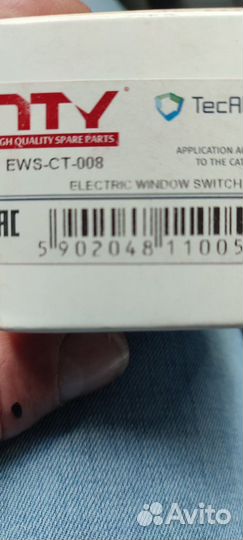 NTY
TecAl
HIGH QUALITY SPARE PARTS
APPLICATION A
EWS-CT-008
TO THE CAT
ELECTRIC WINDOW SWITCH
EAC
5 902048 11005
Avito